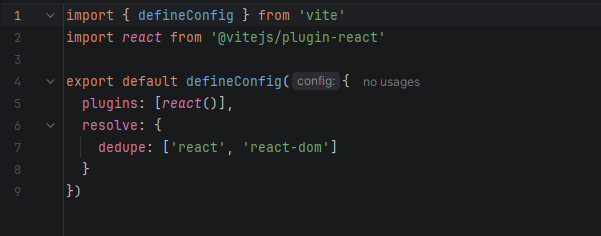 1 import { defineConfig } from 'vite'
2 import react from '@vitejs/plugin-react'
3
4 export default defineConfig( config: { no usages
5   plugins: [react()],
6   resolve: {
7     dedupe: ['react', 'react-dom']
8   }
9 })